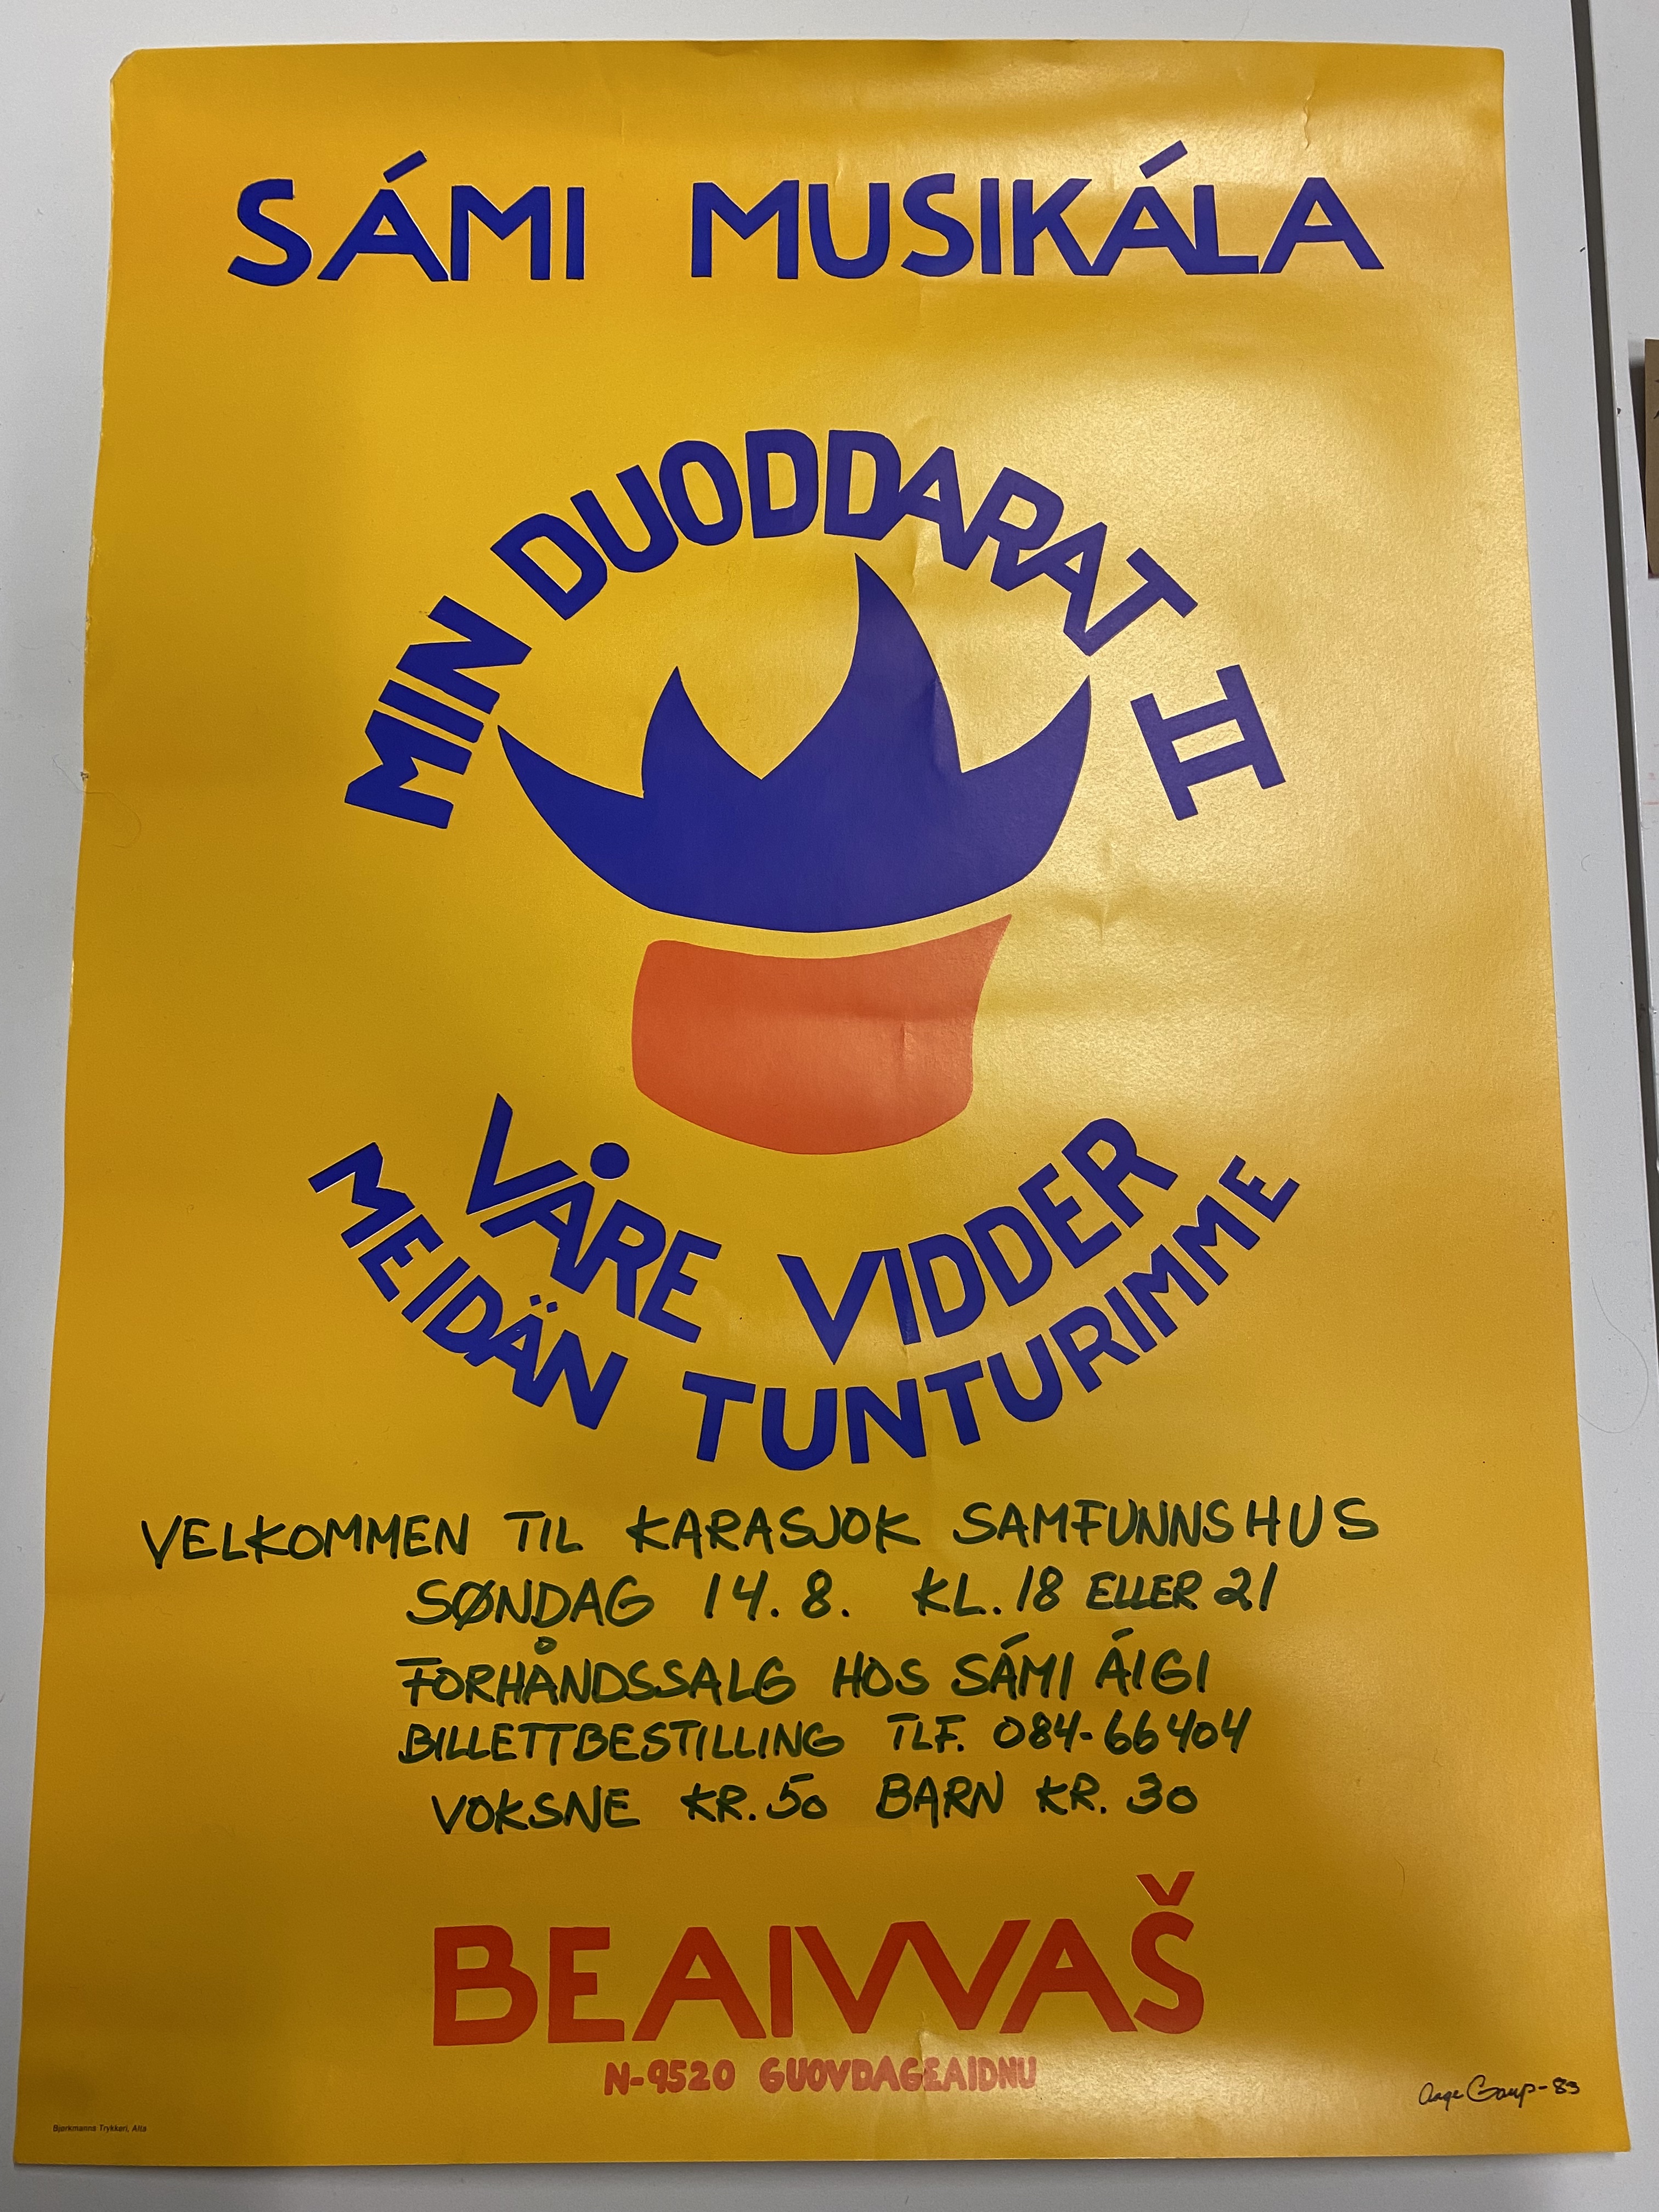 SÁMI MUSIKÁLA
MIN DUODDARAT II
VÅRE VIDDER
MEIDÄN TUNTURIMME
VELKOMMEN TIL KARASJOK SAMFUNNSHUS
SØNDAG 14.8. KL.18 ELLER 21
FORHÅNDSSALG HOS SÁMI ÁIGI
BILLETTBESTILLING TLF. 084-66404
VOKSNE KR.50 BARN KR. 30
BEAIVVAŠ
N-9520 GUOVDAGEAIDNU
Aage Gaup-83
Bjørkmanns Trykkeri, Alta